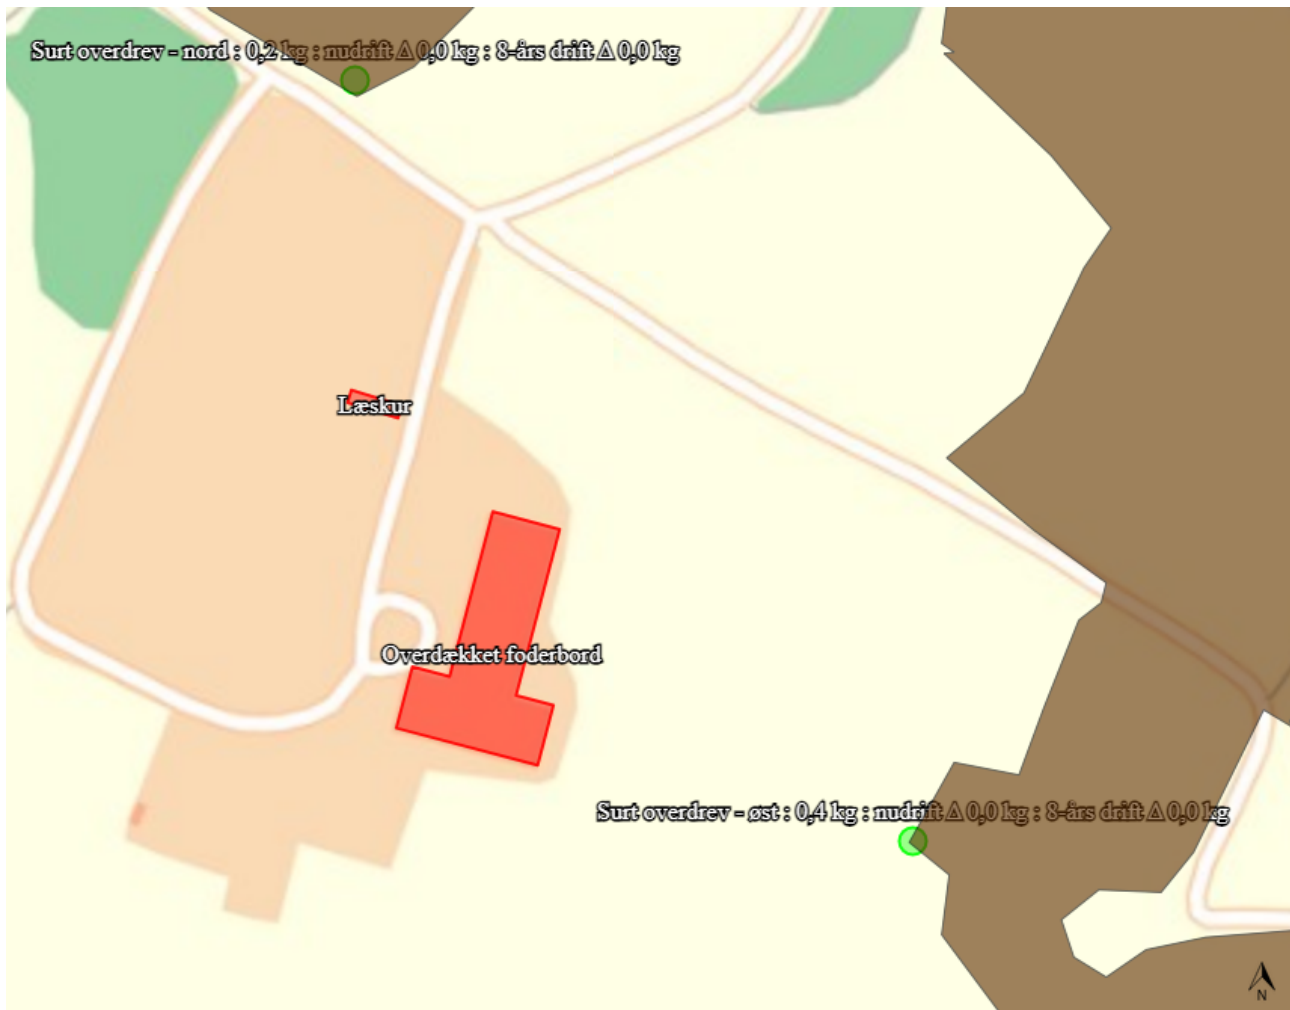 Surt overdrev - nord : 0,2 kg : nudrift Δ 0,0 kg : 8-års drift Δ 0,0 kg
Læskur
Overdækket foderbord
Surt overdrev - øst : 0,4 kg : nudrift Δ 0,0 kg : 8-års drift Δ 0,0 kg
N